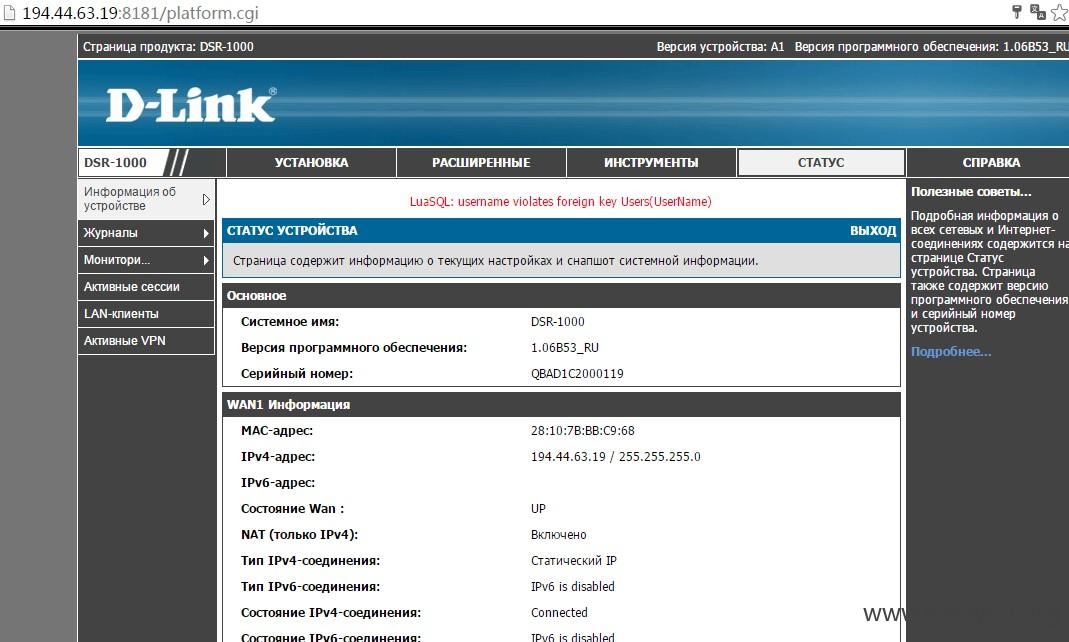 194.44.63.19:8181/platform.cgi
Страница продукта: DSR-1000
Версия устройства: A1 Версия программного обеспечения: 1.06B53_RU
D-Link®
DSR-1000
УСТАНОВКА
РАСШИРЕННЫЕ
ИНСТРУМЕНТЫ
СТАТУС
СПРАВКА
Информация об
устройстве
Журналы
Монитори...
Активные сессии
LAN-клиенты
Активные VPN
LuaSQL: username violates foreign key Users(UserName)
СТАТУС УСТРОЙСТВА
ВЫХОД
Страница содержит информацию о текущих настройках и снапшот системной информации.
Основное
Системное имя: DSR-1000
Версия программного обеспечения: 1.06B53_RU
Серийный номер: QBAD1C2000119
WAN1 Информация
MAC-адрес: 28:10:7B:BB:C9:68
IPv4-адрес: 194.44.63.19 / 255.255.255.0
IPv6-адрес:
Состояние Wan : UP
NAT (только IPv4): Включено
Тип IPv4-соединения: Статический IP
Тип IPv6-соединения: IPv6 is disabled
Состояние IPv4-соединения: Connected
Состояние IPv6-соединения: IPv6 is disabled
Полезные советы...
Подробная информация о
всех сетевых и Интернет-
соединениях содержится на
странице Статус
устройства. Страница
также содержит версию
программного обеспечения
и серийный номер
устройства.
Подробнее...